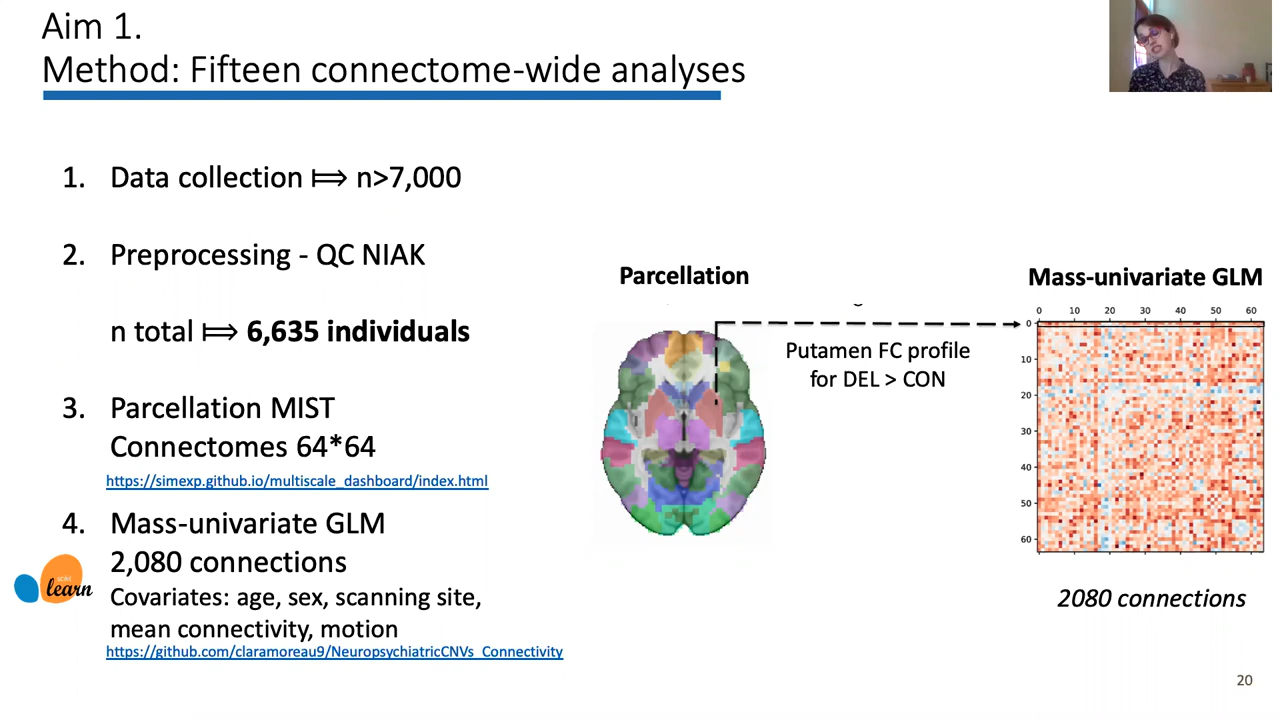 Aim 1.
Method: Fifteen connectome-wide analyses
1. Data collection ⟾ n>7,000
2. Preprocessing - QC NIAK
n total ⟾ 6,635 individuals
3. Parcellation MIST
Connectomes 64*64
https://simexp.github.io/multiscale_dashboard/index.html
4. Mass-univariate GLM
2,080 connections
Covariates: age, sex, scanning site,
mean connectivity, motion
https://github.com/claramoreau9/NeuropsychiatricCNVs_Connectivity
learn
Parcellation
Putamen FC profile
for DEL > CON
Mass-univariate GLM
0 10 20 30 40 50 60
0
10
20
30
40
50
60
2080 connections
20